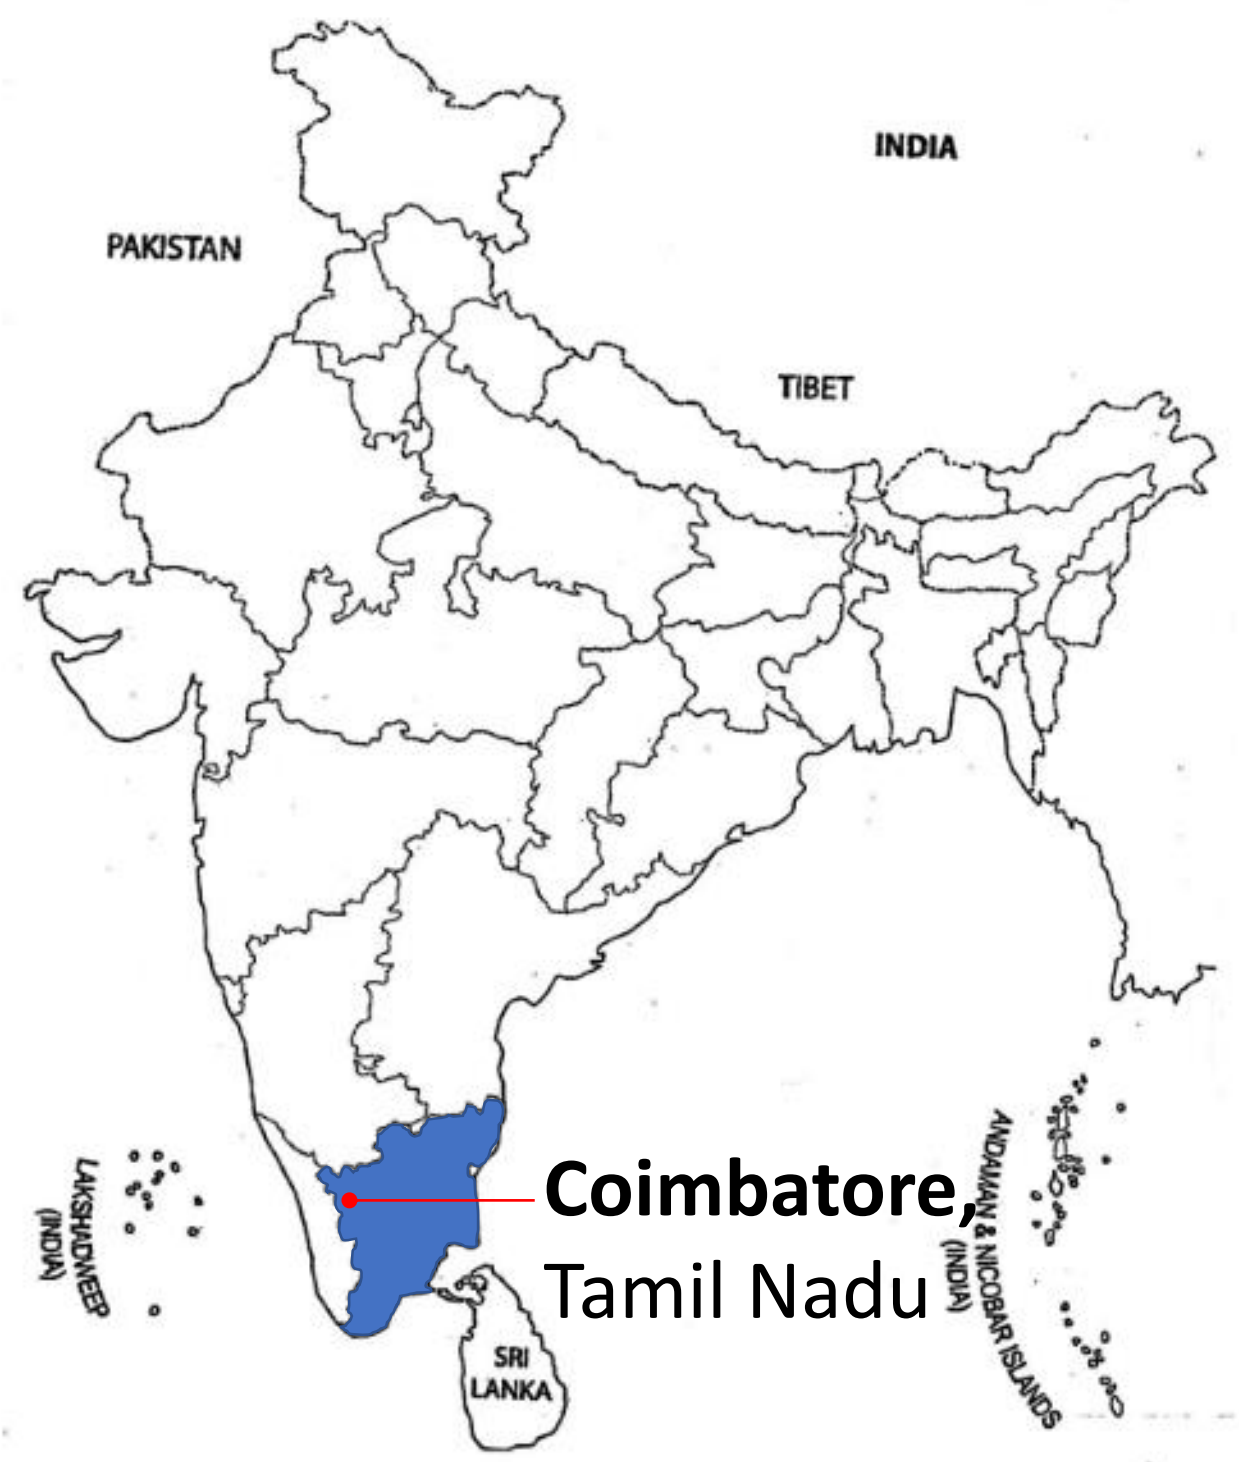 INDIA
PAKISTAN
TIBET
Coimbatore,
Tamil Nadu
LAKSHADWEEP
(INDIA)
ANDAMAN & NICOBAR ISLANDS
(INDIA)
SRI
LANKA